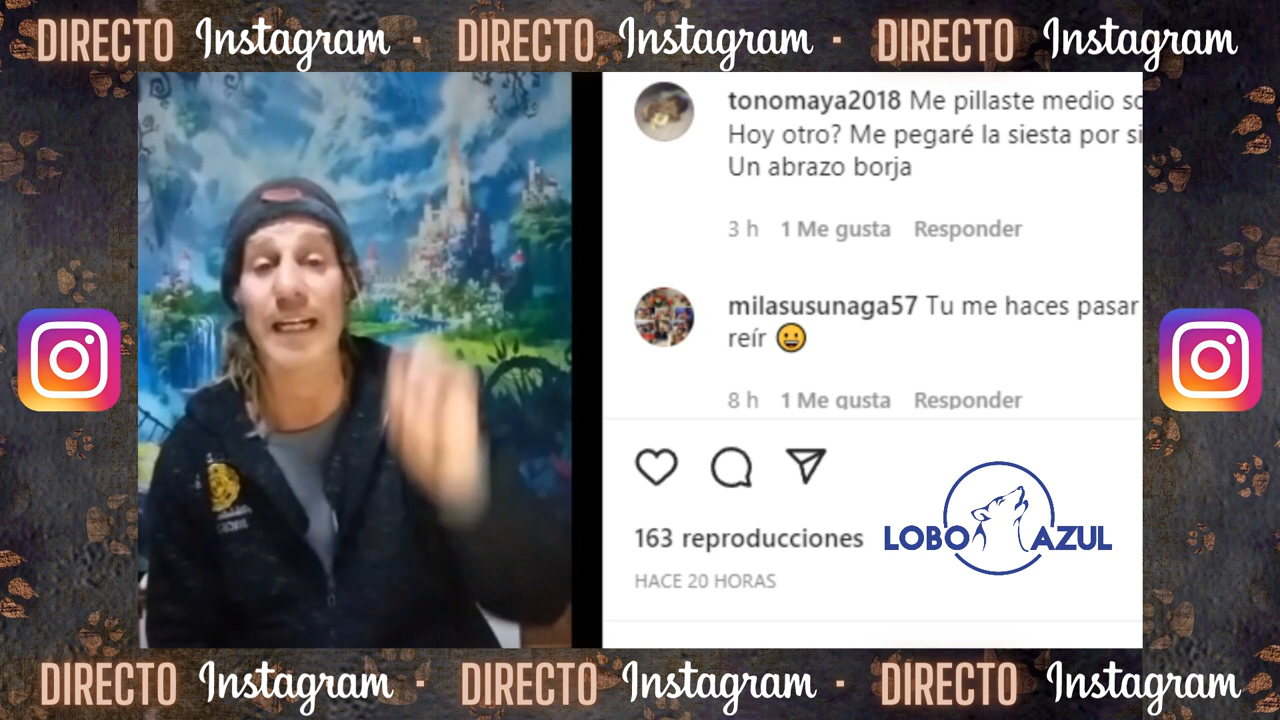 DIRECTO Instagram · DIRECTO Instagram · DIRECTO Instagram
tonomaya2018 Me pillaste medio
Hoy otro? Me pegaré la siesta por
Un abrazo borja
3 h 1 Me gusta Responder
milasusunaga57 Tu me haces pasar
reír 😀
8 h 1 Me gusta Responder
163 reproducciones
LOBO AZUL
HACE 20 HORAS
DIRECTO Instagram · DIRECTO Instagram · DIRECTO Instagram